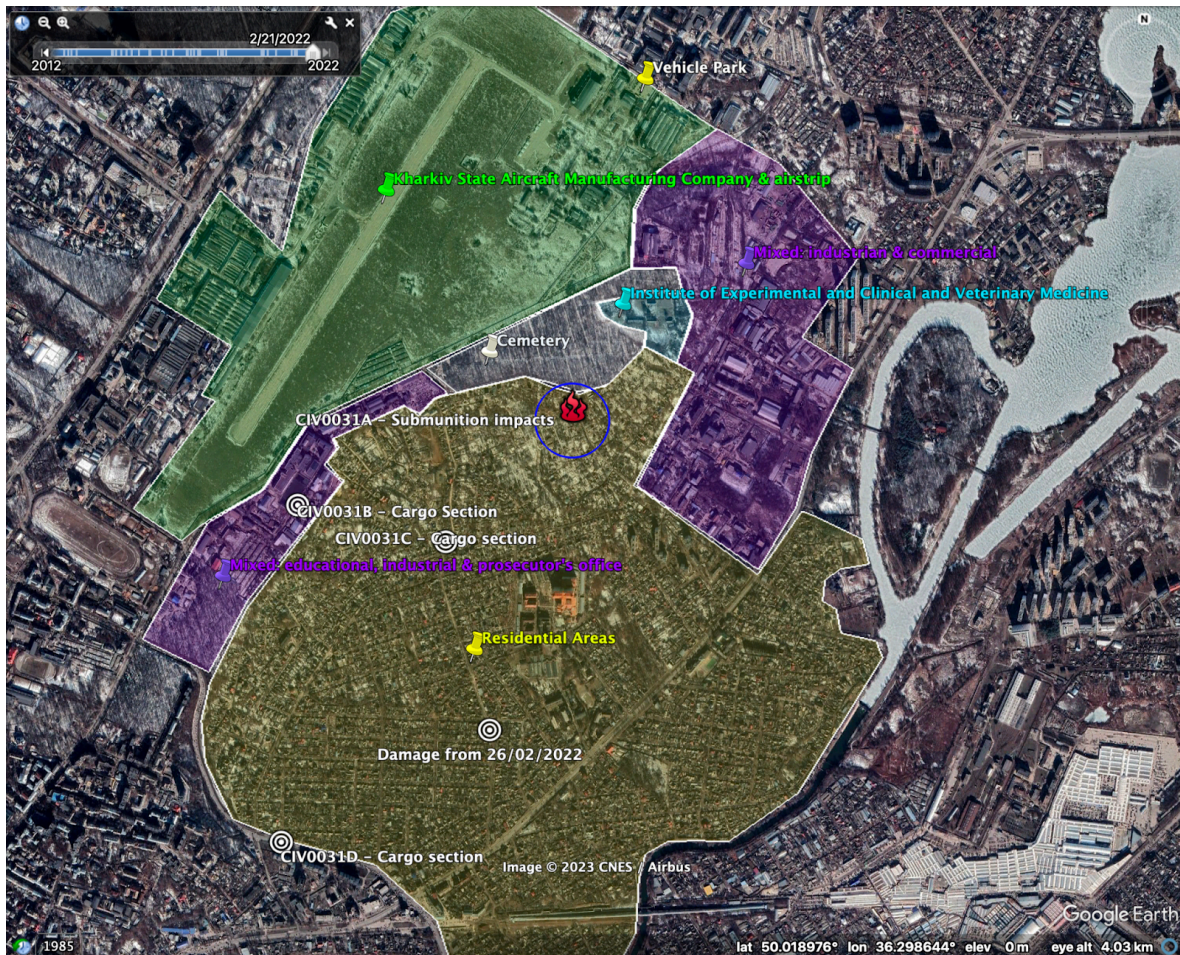 2/21/2022
2012
2022
N
Vehicle Park
Kharkiv State Aircraft Manufacturing Company & airstrip
Mixed: industrian & commercial
Institute of Experimental and Clinical and Veterinary Medicine
Cemetery
CIV0031A – Submunition impacts
CIV0031B – Cargo Section
CIV0031C – Cargo section
Mixed: educational, industrial & prosecutor's office
Residential Areas
Damage from 26/02/2022
CIV0031D – Cargo section
Image © 2023 CNES / Airbus
Google Earth
1985
lat 50.018976° lon 36.298644° elev 0 m eye alt 4.03 km